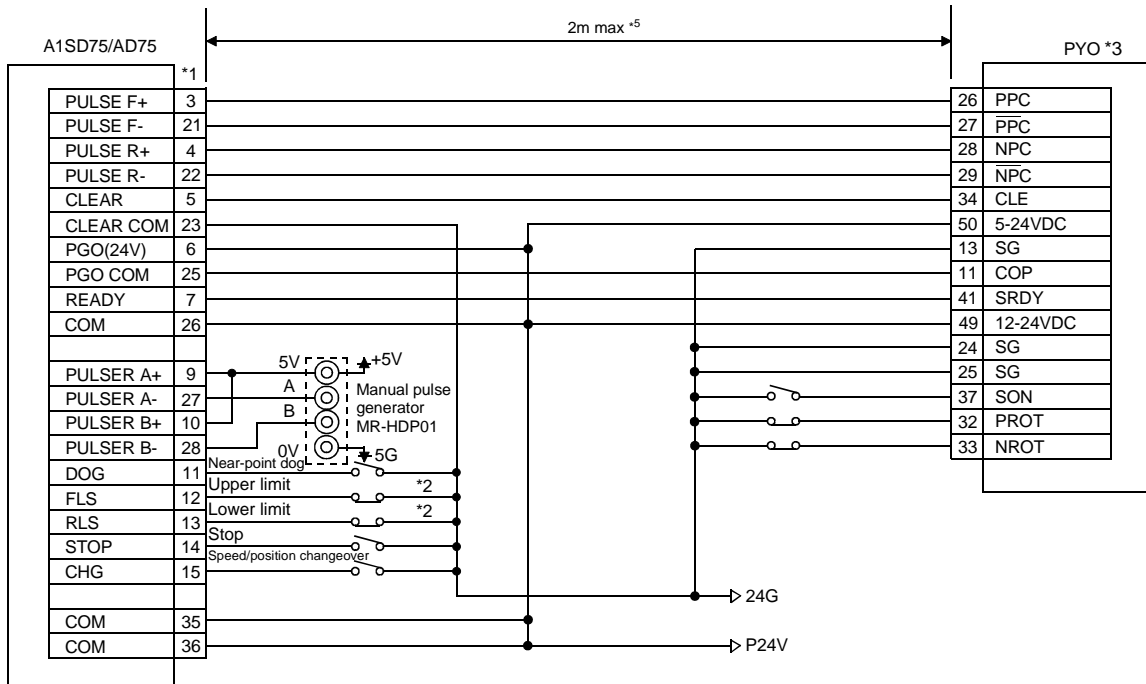 2m max *5
A1SD75/AD75
PYO *3
*1
PULSE F+ 3
26 PPC
PULSE F- 21
27 P̅P̅C̅
PULSE R+ 4
28 NPC
PULSE R- 22
29 N̅P̅C̅
CLEAR 5
34 CLE
CLEAR COM 23
50 5-24VDC
PGO(24V) 6
13 SG
PGO COM 25
11 COP
READY 7
41 SRDY
COM 26
49 12-24VDC
24 SG
5V
+5V
PULSER A+ 9
25 SG
A
Manual pulse
generator
MR-HDP01
PULSER A- 27
37 SON
B
PULSER B+ 10
32 PROT
0V
5G
PULSER B- 28
33 NROT
Near-point dog
DOG 11
Upper limit
*2
FLS 12
Lower limit
*2
RLS 13
Stop
STOP 14
Speed/position changeover
CHG 15
24G
COM 35
COM 36
P24V